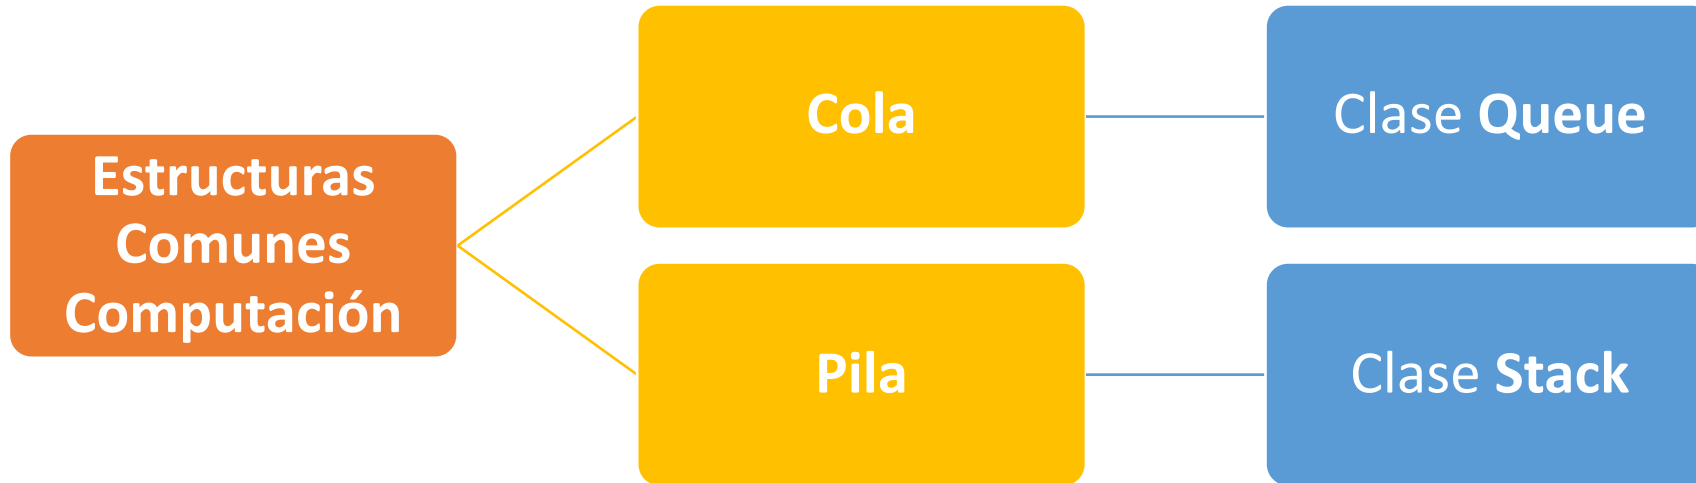 Estructuras
Comunes
Computación
Cola
Clase Queue
Pila
Clase Stack